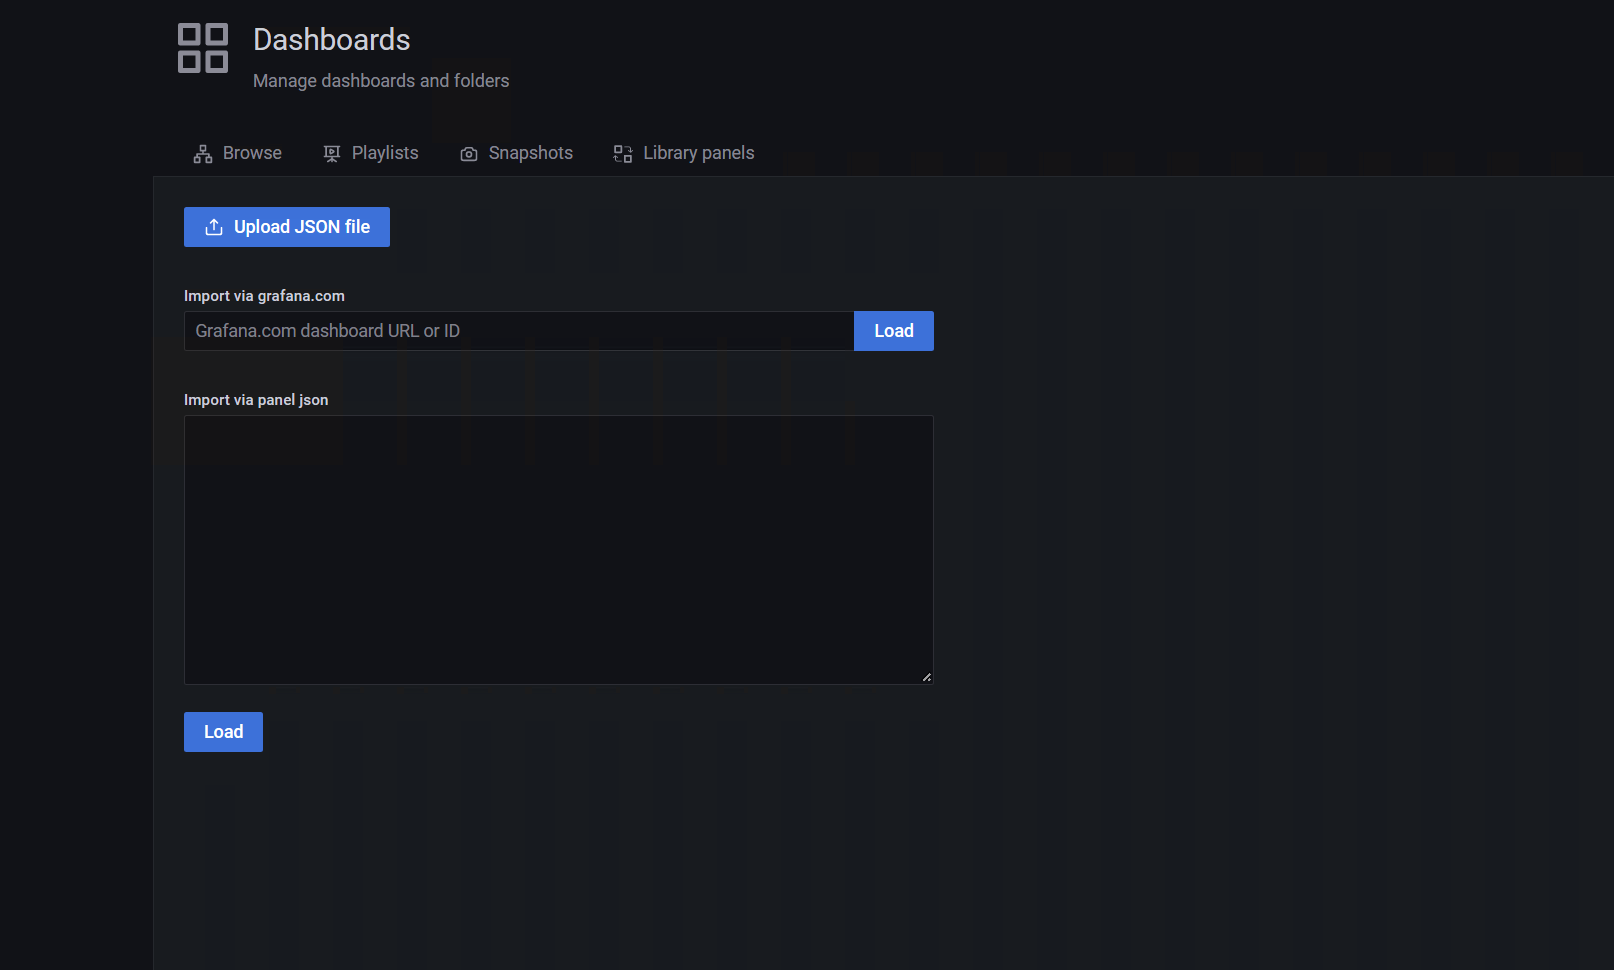 Dashboards
Manage dashboards and folders
Browse
Playlists
Snapshots
Library panels
Upload JSON file
Import via grafana.com
Grafana.com dashboard URL or ID
Load
Import via panel json
Load